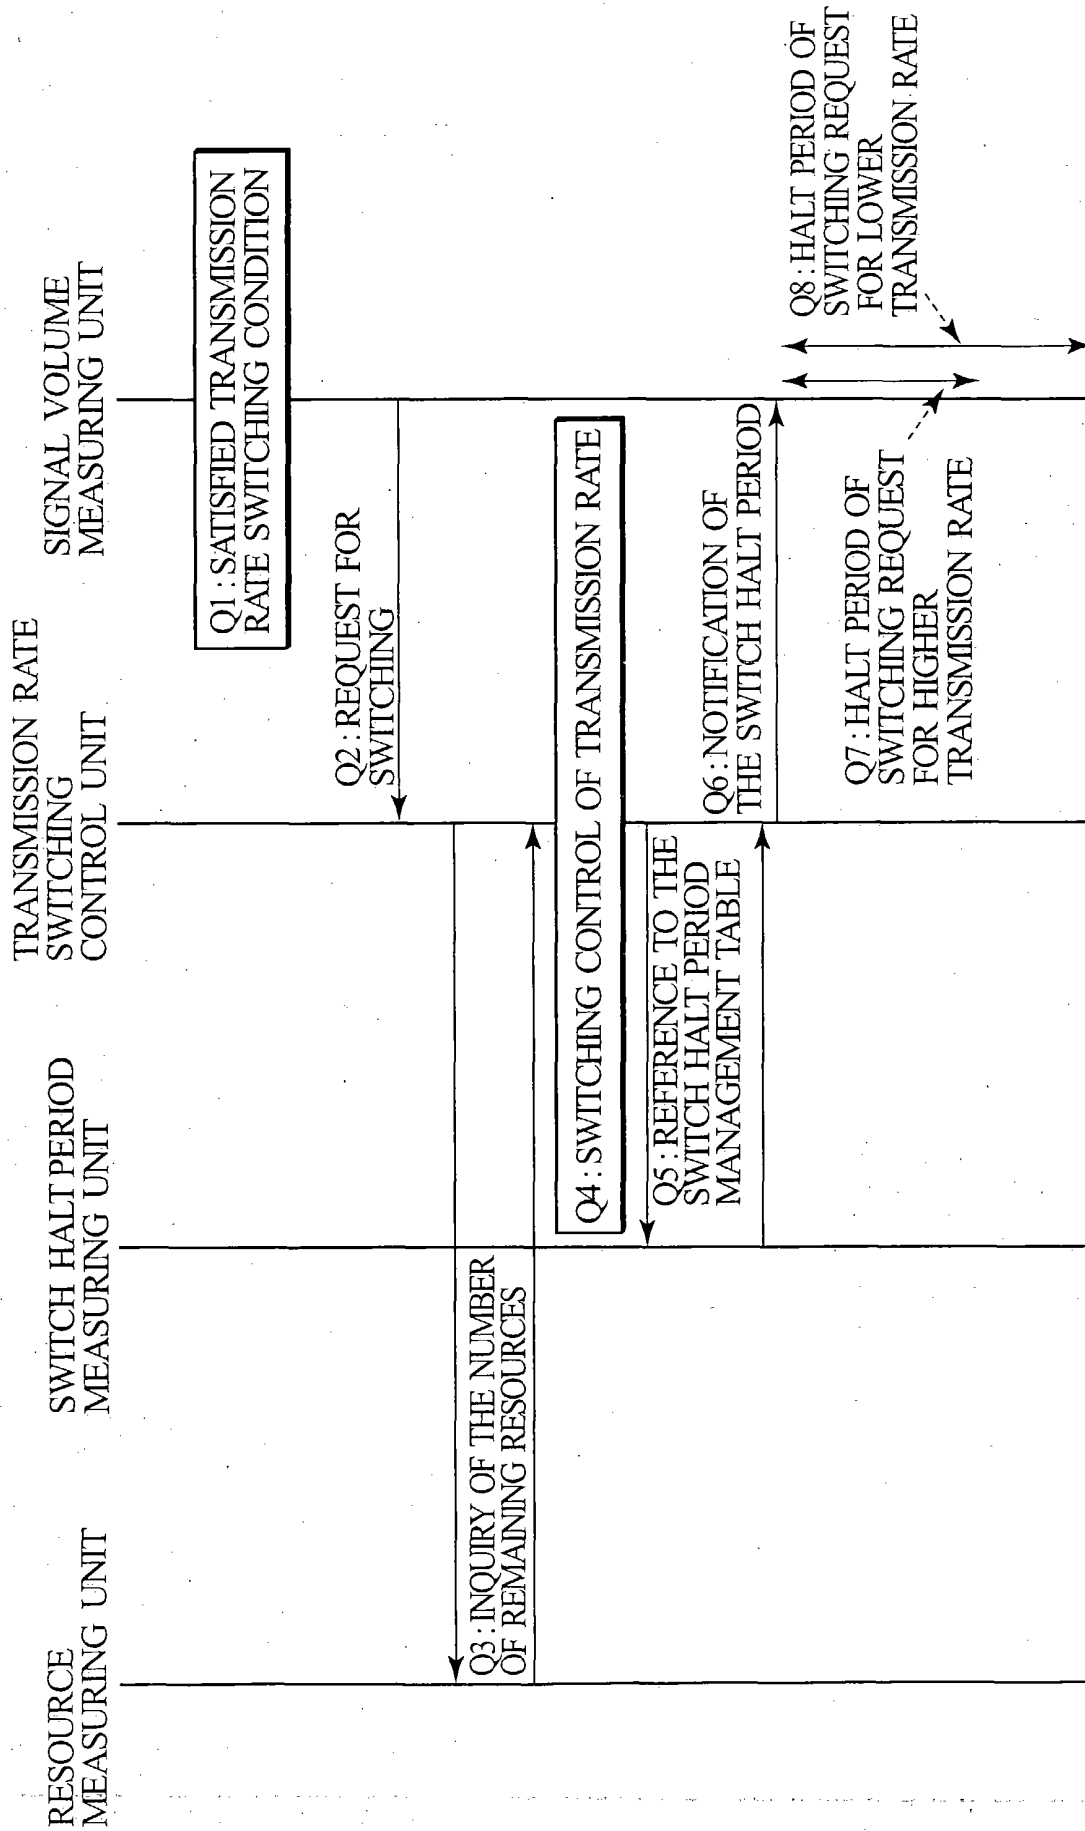 RESOURCE
MEASURING UNIT
SWITCH HALT PERIOD
MEASURING UNIT
TRANSMISSION RATE
SWITCHING
CONTROL UNIT
SIGNAL VOLUME
MEASURING UNIT
Q1 : SATISFIED TRANSMISSION
RATE SWITCHING CONDITION
Q2 : REQUEST FOR
SWITCHING
Q3 : INQUIRY OF THE NUMBER
OF REMAINING RESOURCES
Q4 : SWITCHING CONTROL OF TRANSMISSION RATE
Q5 : REFERENCE TO THE
SWITCH HALT PERIOD
MANAGEMENT TABLE
Q6 : NOTIFICATION OF
THE SWITCH HALT PERIOD
Q7 : HALT PERIOD OF
SWITCHING REQUEST
FOR HIGHER
TRANSMISSION RATE
Q8 : HALT PERIOD OF
SWITCHING REQUEST
FOR LOWER
TRANSMISSION RATE